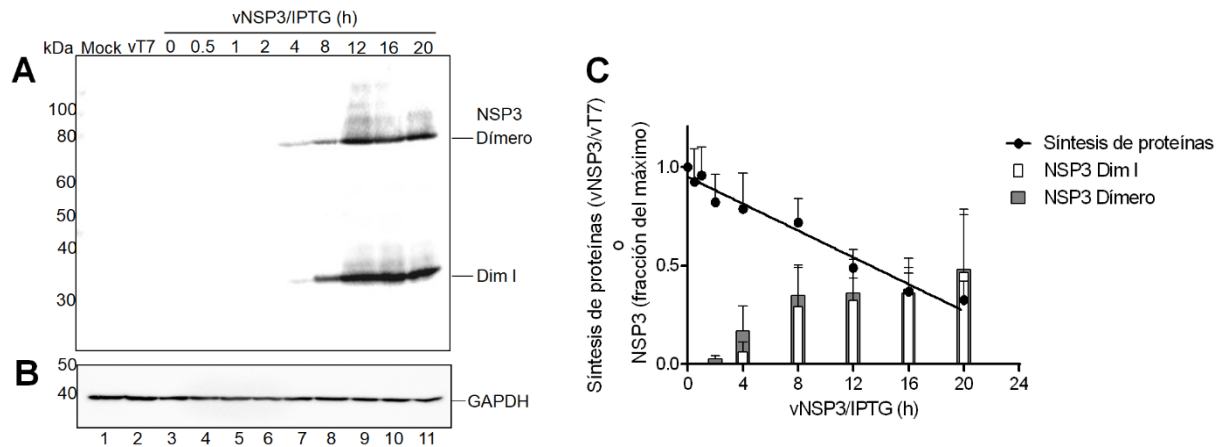 vNSP3/IPTG (h)
kDa Mock vT7 0 0.5 1 2 4 8 12 16 20
A
100
80
60
50
40
30
NSP3
Dímero
Dim I
B
50
40
GAPDH
1 2 3 4 5 6 7 8 9 10 11
C
Síntesis de proteínas (vNSP3/vT7)
o
NSP3 (fracción del máximo)
1.0
0.5
0.0
0 4 8 12 16 20 24
vNSP3/IPTG (h)
Síntesis de proteínas
NSP3 Dim I
NSP3 Dímero